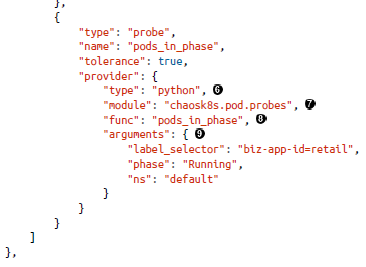 },
{
"type": "probe",
"name": "pods_in_phase",
"tolerance": true,
"provider": {
"type": "python", ❻
"module": "chaosk8s.pod.probes", ❼
"func": "pods_in_phase", ❽
"arguments": { ❾
"label_selector": "biz-app-id=retail",
"phase": "Running",
"ns": "default"
}
}
}
]
},